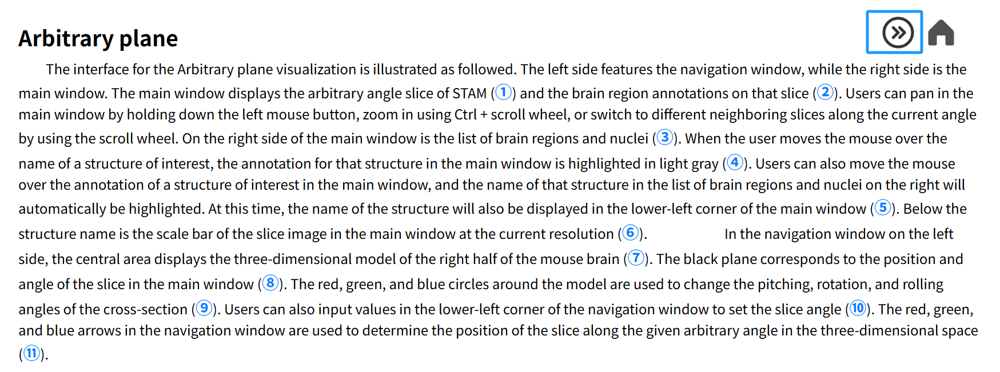 Arbitrary plane
The interface for the Arbitrary plane visualization is illustrated as followed. The left side features the navigation window, while the right side is the
main window. The main window displays the arbitrary angle slice of STAM (①) and the brain region annotations on that slice (②). Users can pan in the
main window by holding down the left mouse button, zoom in using Ctrl + scroll wheel, or switch to different neighboring slices along the current angle
by using the scroll wheel. On the right side of the main window is the list of brain regions and nuclei (③). When the user moves the mouse over the
name of a structure of interest, the annotation for that structure in the main window is highlighted in light gray (④). Users can also move the mouse
over the annotation of a structure of interest in the main window, and the name of that structure in the list of brain regions and nuclei on the right will
automatically be highlighted. At this time, the name of the structure will also be displayed in the lower-left corner of the main window (⑤). Below the
structure name is the scale bar of the slice image in the main window at the current resolution (⑥). In the navigation window on the left
side, the central area displays the three-dimensional model of the right half of the mouse brain (⑦). The black plane corresponds to the position and
angle of the slice in the main window (⑧). The red, green, and blue circles around the model are used to change the pitching, rotation, and rolling
angles of the cross-section (⑨). Users can also input values in the lower-left corner of the navigation window to set the slice angle (⑩). The red, green,
and blue arrows in the navigation window are used to determine the position of the slice along the given arbitrary angle in the three-dimensional space
(⑪).